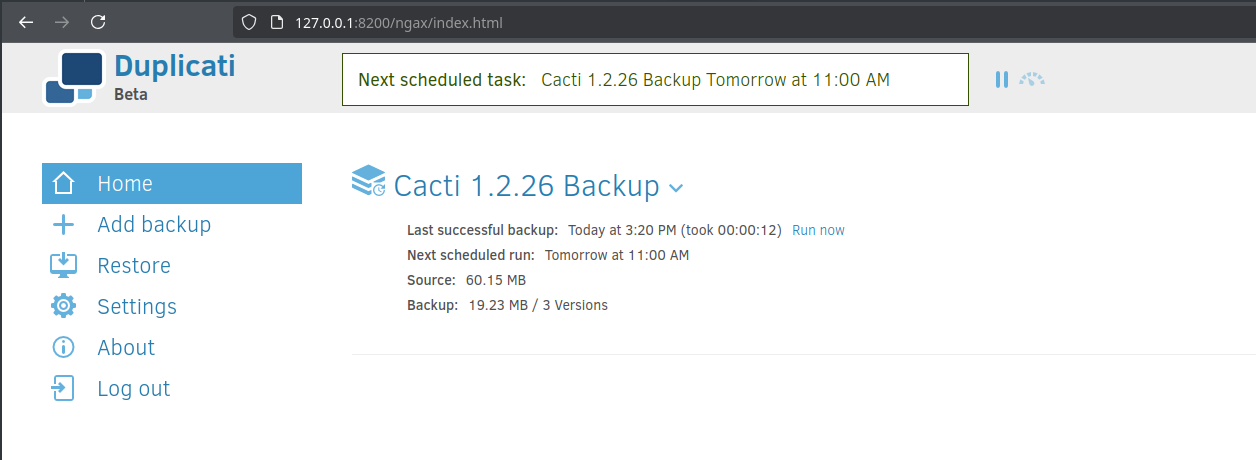 127.0.0.1:8200/ngax/index.html
Duplicati
Beta
Next scheduled task: Cacti 1.2.26 Backup Tomorrow at 11:00 AM
Home
Add backup
Restore
Settings
About
Log out
Cacti 1.2.26 Backup
Last successful backup: Today at 3:20 PM (took 00:00:12) Run now
Next scheduled run: Tomorrow at 11:00 AM
Source: 60.15 MB
Backup: 19.23 MB / 3 Versions